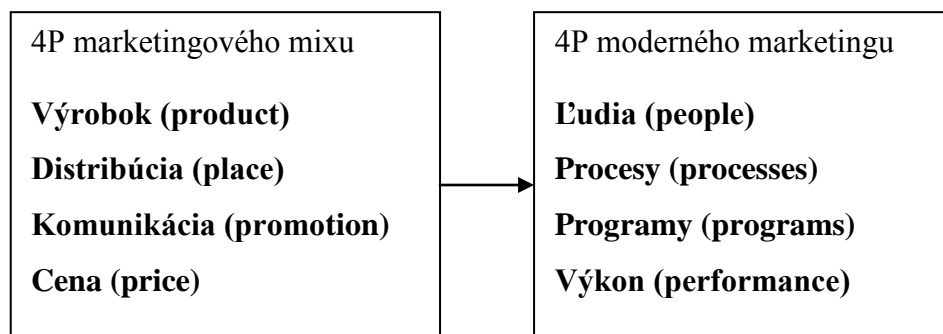 4P marketingového mixu
Výrobok (product)
Distribúcia (place)
Komunikácia (promotion)
Cena (price)
4P moderného marketingu
Ľudia (people)
Procesy (processes)
Programy (programs)
Výkon (performance)